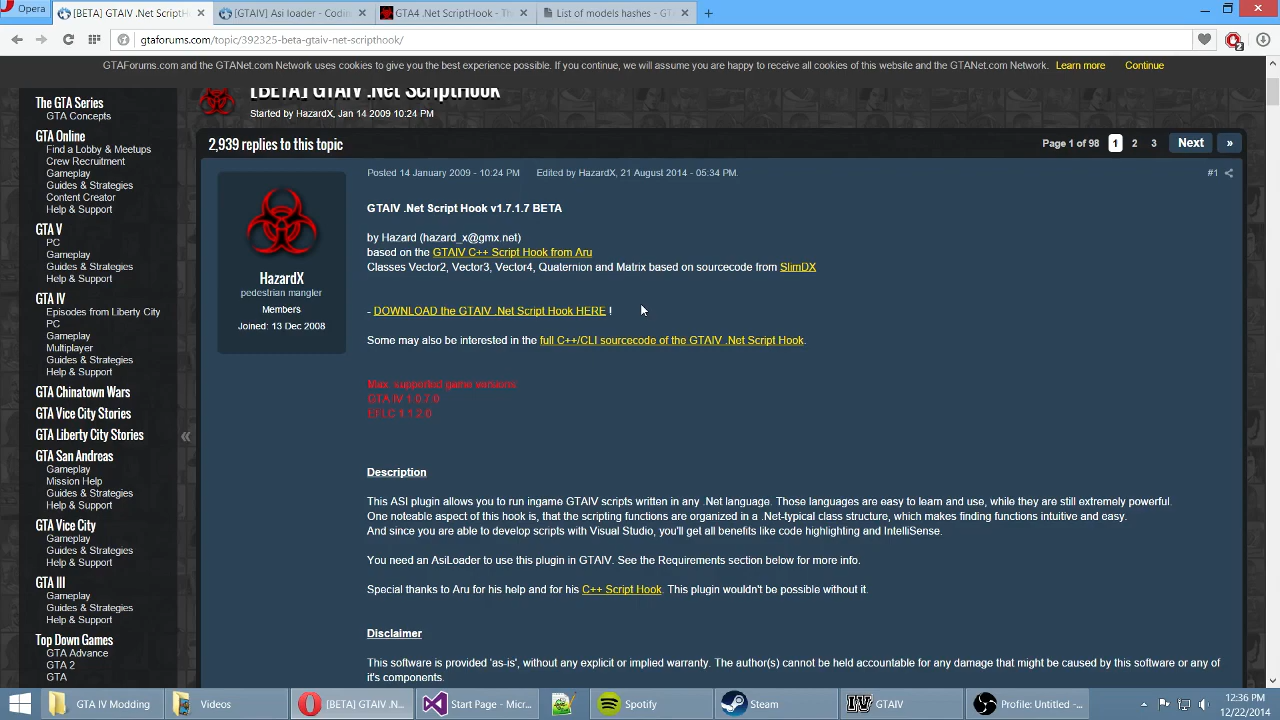 Opera
[BETA] GTAIV .Net ScriptH
[GTAIV] Asi loader - Codin
GTA4 .Net ScriptHook - Th
List of models hashes - GT
gtaforums.com/topic/392325-beta-gtaiv-net-scripthook/
2
GTAForums.com and the GTANet.com Network uses cookies to give you the best experience possible. If you continue, we will assume you are happy to receive all cookies of this website and the GTANet.com Network. Learn more Continue
[BETA] GTAIV .Net ScriptHook
Started by HazardX, Jan 14 2009 10:24 PM
The GTA Series
GTA Concepts
GTA Online
Find a Lobby & Meetups
Crew Recruitment
Gameplay
Guides & Strategies
Content Creator
Help & Support
GTA V
PC
Gameplay
Guides & Strategies
Help & Support
GTA IV
Episodes from Liberty City
PC
Gameplay
Multiplayer
Guides & Strategies
Help & Support
GTA Chinatown Wars
GTA Vice City Stories
GTA Liberty City Stories
GTA San Andreas
Gameplay
Mission Help
Guides & Strategies
Help & Support
GTA Vice City
Gameplay
Guides & Strategies
Help & Support
GTA III
Gameplay
Guides & Strategies
Help & Support
Top Down Games
GTA Advance
GTA 2
GTA
«
2,939 replies to this topic
Page 1 of 98 1 2 3 Next »
HazardX
pedestrian mangler
Members
Joined: 13 Dec 2008
Posted 14 January 2009 - 10:24 PM Edited by HazardX, 21 August 2014 - 05:34 PM. #1
GTAIV .Net Script Hook v1.7.1.7 BETA
by Hazard (hazard_x@gmx.net)
based on the GTAIV C++ Script Hook from Aru
Classes Vector2, Vector3, Vector4, Quaternion and Matrix based on sourcecode from SlimDX
- DOWNLOAD the GTAIV .Net Script Hook HERE !
Some may also be interested in the full C++/CLI sourcecode of the GTAIV .Net Script Hook.
Max. supported game versions:
GTA IV 1.0.7.0
EFLC 1.1.2.0
Description
This ASI plugin allows you to run ingame GTAIV scripts written in any .Net language. Those languages are easy to learn and use, while they are still extremely powerful.
One noteable aspect of this hook is, that the scripting functions are organized in a .Net-typical class structure, which makes finding functions intuitive and easy.
And since you are able to develop scripts with Visual Studio, you'll get all benefits like code highlighting and IntelliSense.
You need an AsiLoader to use this plugin in GTAIV. See the Requirements section below for more info.
Special thanks to Aru for his help and for his C++ Script Hook. This plugin wouldn't be possible without it.
Disclaimer
This software is provided 'as-is', without any explicit or implied warranty. The author(s) cannot be held accountable for any damage that might be caused by this software or any of
it's components.
GTA IV Modding
Videos
[BETA] GTAIV .N...
Start Page - Micr...
Spotify
Steam
IV
GTAIV
Profile: Untitled -...
12:36 PM
12/22/2014